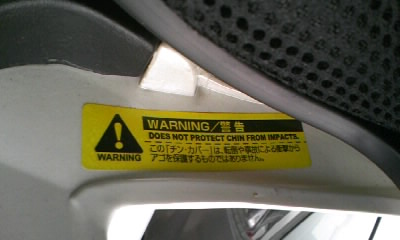 WARNING/警告
DOES NOT PROTECT CHIN FROM IMPACTS.
この「チン・カバー」は、転倒や事故による衝撃から
アゴを保護するものではありません。
WARNING